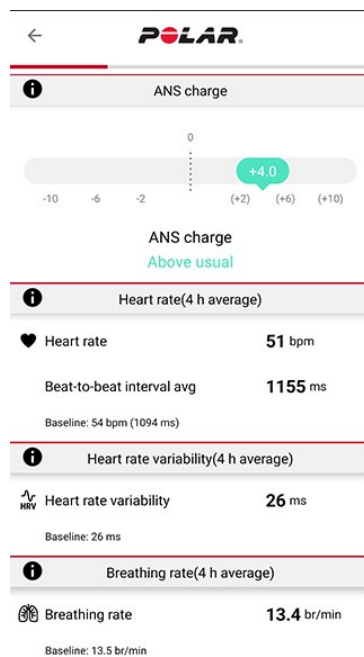 POLAR.
ANS charge
0
+4.0
-10 -6 -2 (+2) (+6) (+10)
ANS charge
Above usual
Heart rate(4 h average)
Heart rate 51 bpm
Beat-to-beat interval avg 1155 ms
Baseline: 54 bpm (1094 ms)
Heart rate variability(4 h average)
HRV Heart rate variability 26 ms
Baseline: 26 ms
Breathing rate(4 h average)
Breathing rate 13.4 br/min
Baseline: 13.5 br/min